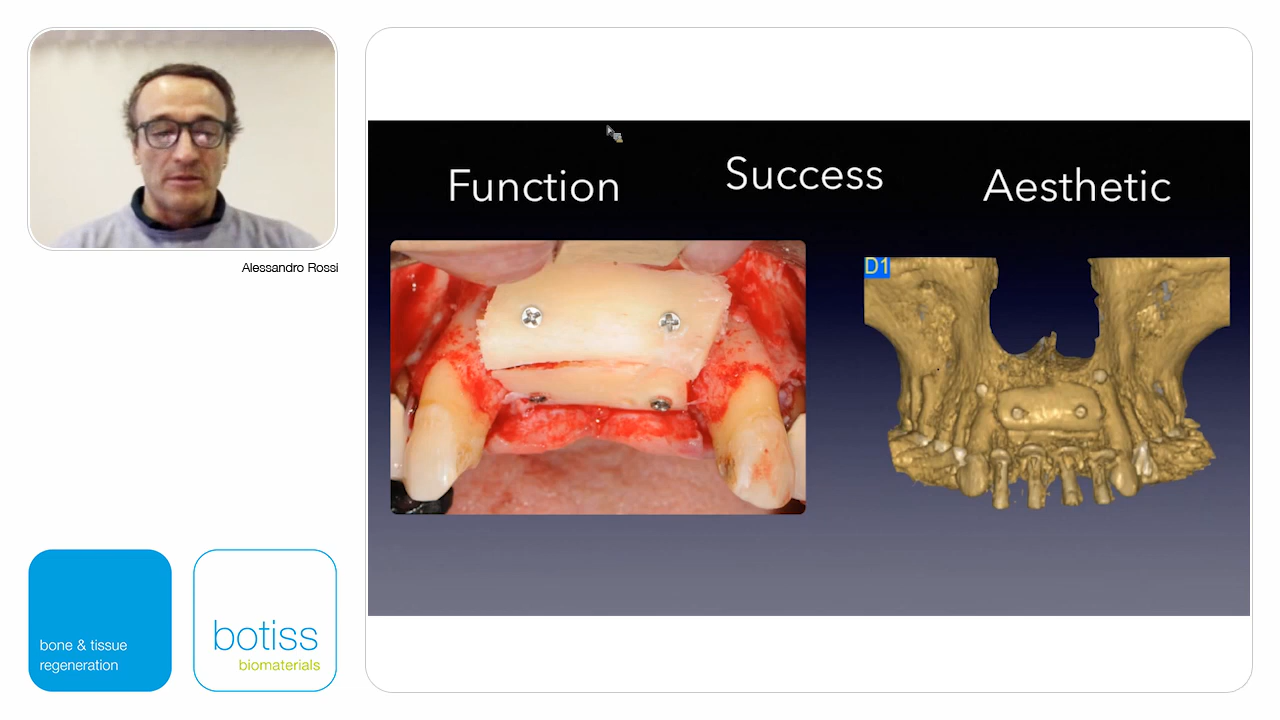 Function
Success
Aesthetic
D1
Alessandro Rossi
bone & tissue
regeneration
botiss
biomaterials